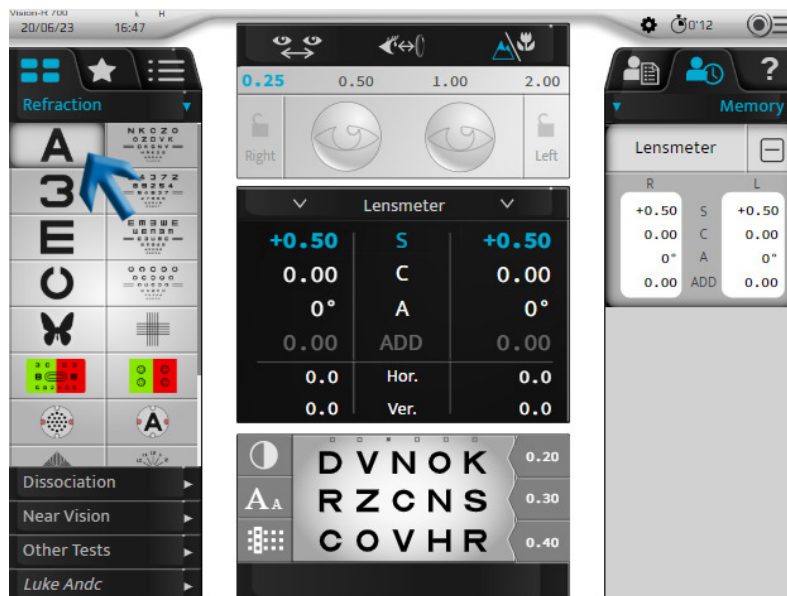 Vision-R 700
20/06/23 16:47
0'12
Refraction
A
3
E
N K C Z O
O Z D V K
0.25 0.50 1.00 2.00
Right Left
Lensmeter
+0.50 S +0.50
0.00 C 0.00
0° A 0°
0.00 ADD 0.00
0.0 Hor. 0.0
0.0 Ver. 0.0
D V N O K 0.20
R Z C N S 0.30
C O V H R 0.40
A A
A
Dissociation
Near Vision
Other Tests
Luke Andc
?
Memory
Lensmeter
R L
+0.50 S +0.50
0.00 C 0.00
0° A 0°
0.00 ADD 0.00